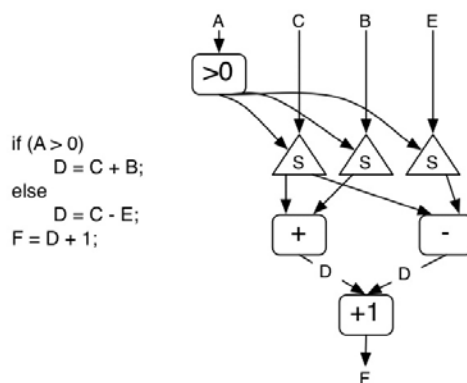 A C B E
>0
if (A > 0)
D = C + B;
else
D = C - E;
F = D + 1;
S S S
+ -
D D
+1
F